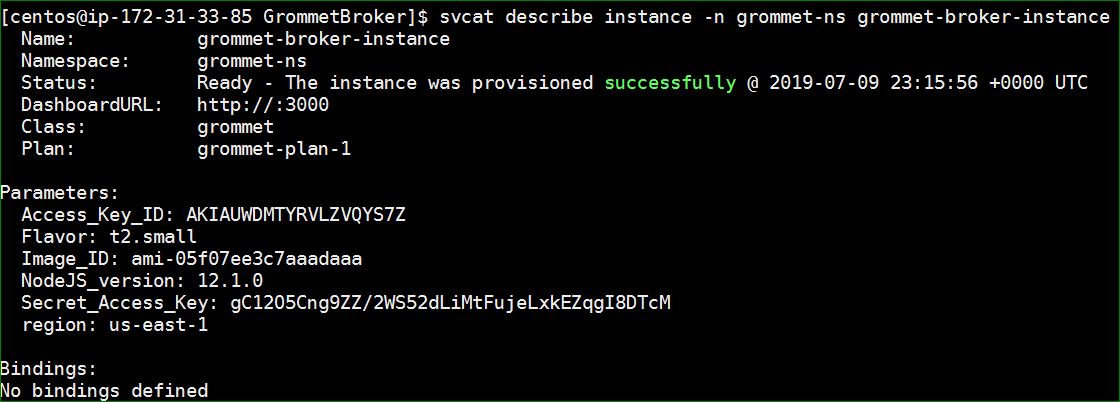 [centos@ip-172-31-33-85 GrommetBroker]$ svcat describe instance -n grommet-ns grommet-broker-instance
Name: grommet-broker-instance
Namespace: grommet-ns
Status: Ready - The instance was provisioned successfully @ 2019-07-09 23:15:56 +0000 UTC
DashboardURL: http://:3000
Class: grommet
Plan: grommet-plan-1
Parameters:
Access_Key_ID: AKIAUWDMTYRVLZVQYS7Z
Flavor: t2.small
Image_ID: ami-05f07ee3c7aaadaaa
NodeJS_version: 12.1.0
Secret_Access_Key: gC12O5Cng9ZZ/2WS52dLiMtFujeLxkEZqgI8DTcM
region: us-east-1
Bindings:
No bindings defined